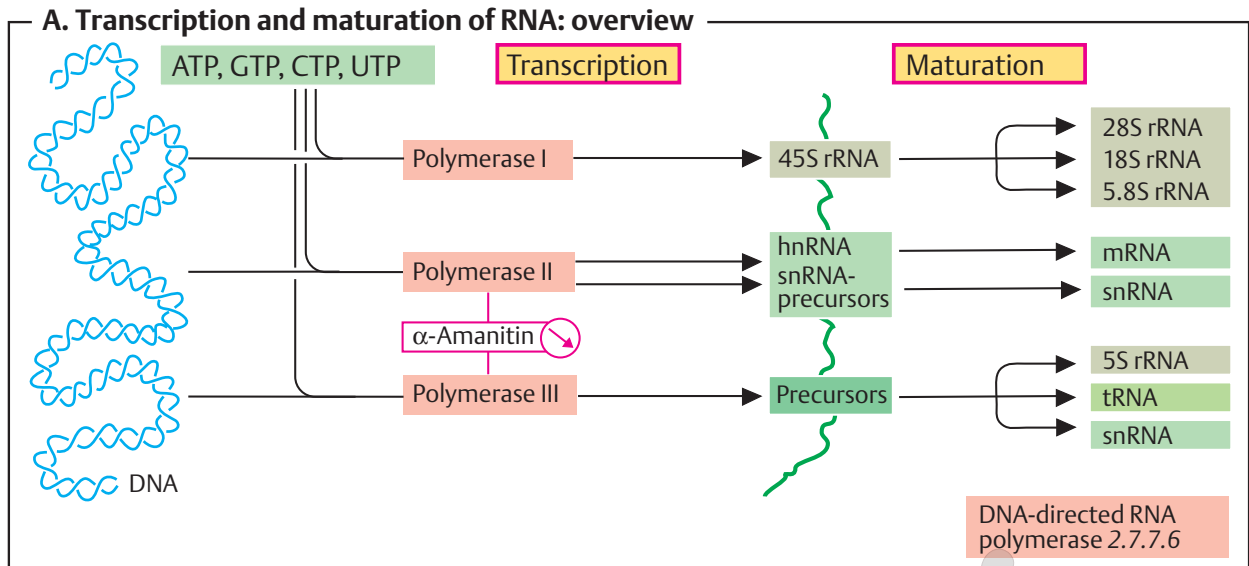 A. Transcription and maturation of RNA: overview
ATP, GTP, CTP, UTP
Transcription
Maturation
Polymerase I
45S rRNA
28S rRNA
18S rRNA
5.8S rRNA
Polymerase II
hnRNA
snRNA-
precursors
mRNA
snRNA
α-Amanitin
Polymerase III
Precursors
5S rRNA
tRNA
snRNA
DNA
DNA-directed RNA
polymerase 2.7.7.6